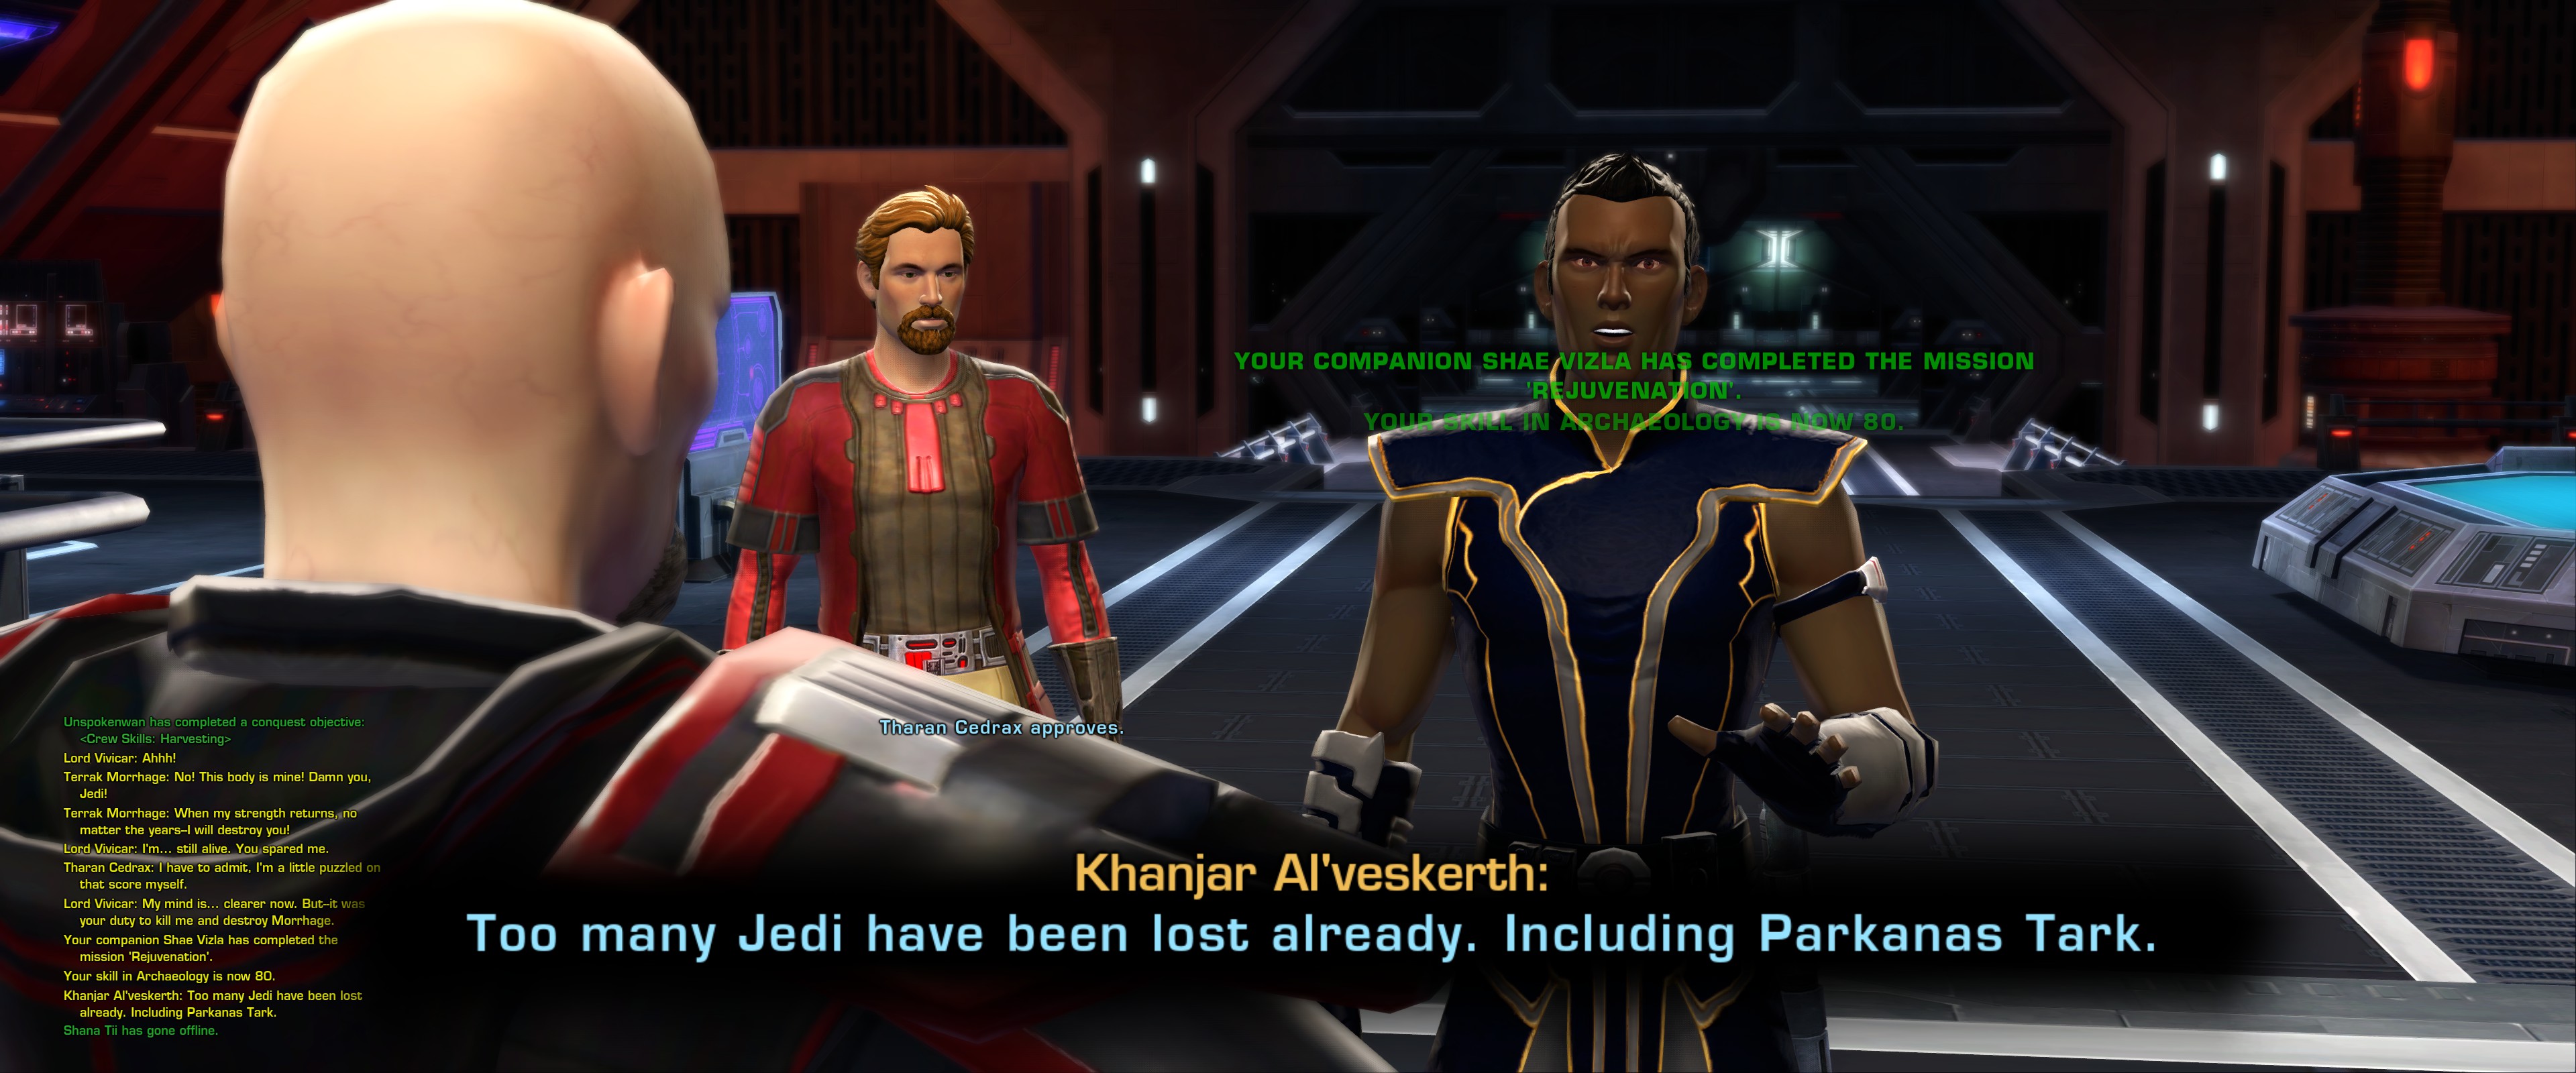 YOUR COMPANION SHAE VIZLA HAS COMPLETED THE MISSION
'REJUVENATION'.
YOUR SKILL IN ARCHAEOLOGY IS NOW 80.
Tharan Cedrax approves.
Unspokenwan has completed a conquest objective:
<Crew Skills: Harvesting>
Lord Vivicar: Ahhh!
Terrak Morrhage: No! This body is mine! Damn you,
Jedi!
Terrak Morrhage: When my strength returns, no
matter the years–I will destroy you!
Lord Vivicar: I'm... still alive. You spared me.
Tharan Cedrax: I have to admit, I'm a little puzzled on
that score myself.
Lord Vivicar: My mind is... clearer now. But–it was
your duty to kill me and destroy Morrhage.
Your companion Shae Vizla has completed the
mission 'Rejuvenation'.
Your skill in Archaeology is now 80.
Khanjar Al'veskerth: Too many Jedi have been lost
already. Including Parkanas Tark.
Shana Tii has gone offline.
Khanjar Al'veskerth:
Too many Jedi have been lost already. Including Parkanas Tark.